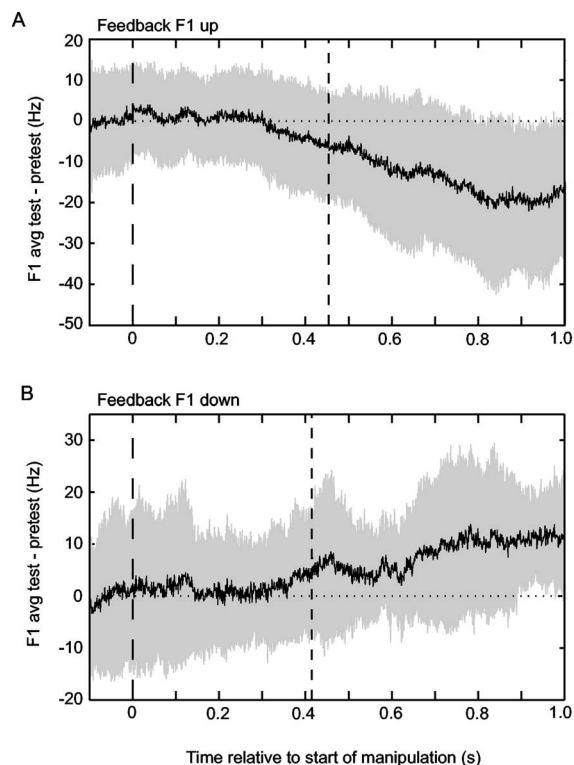 A
Feedback F1 up
20
10
0
-10
-20
-30
-40
-50
F1 avg test - pretest (Hz)
0 0.2 0.4 0.6 0.8 1.0
B
Feedback F1 down
30
20
10
0
-10
-20
F1 avg test - pretest (Hz)
0 0.2 0.4 0.6 0.8 1.0
Time relative to start of manipulation (s)